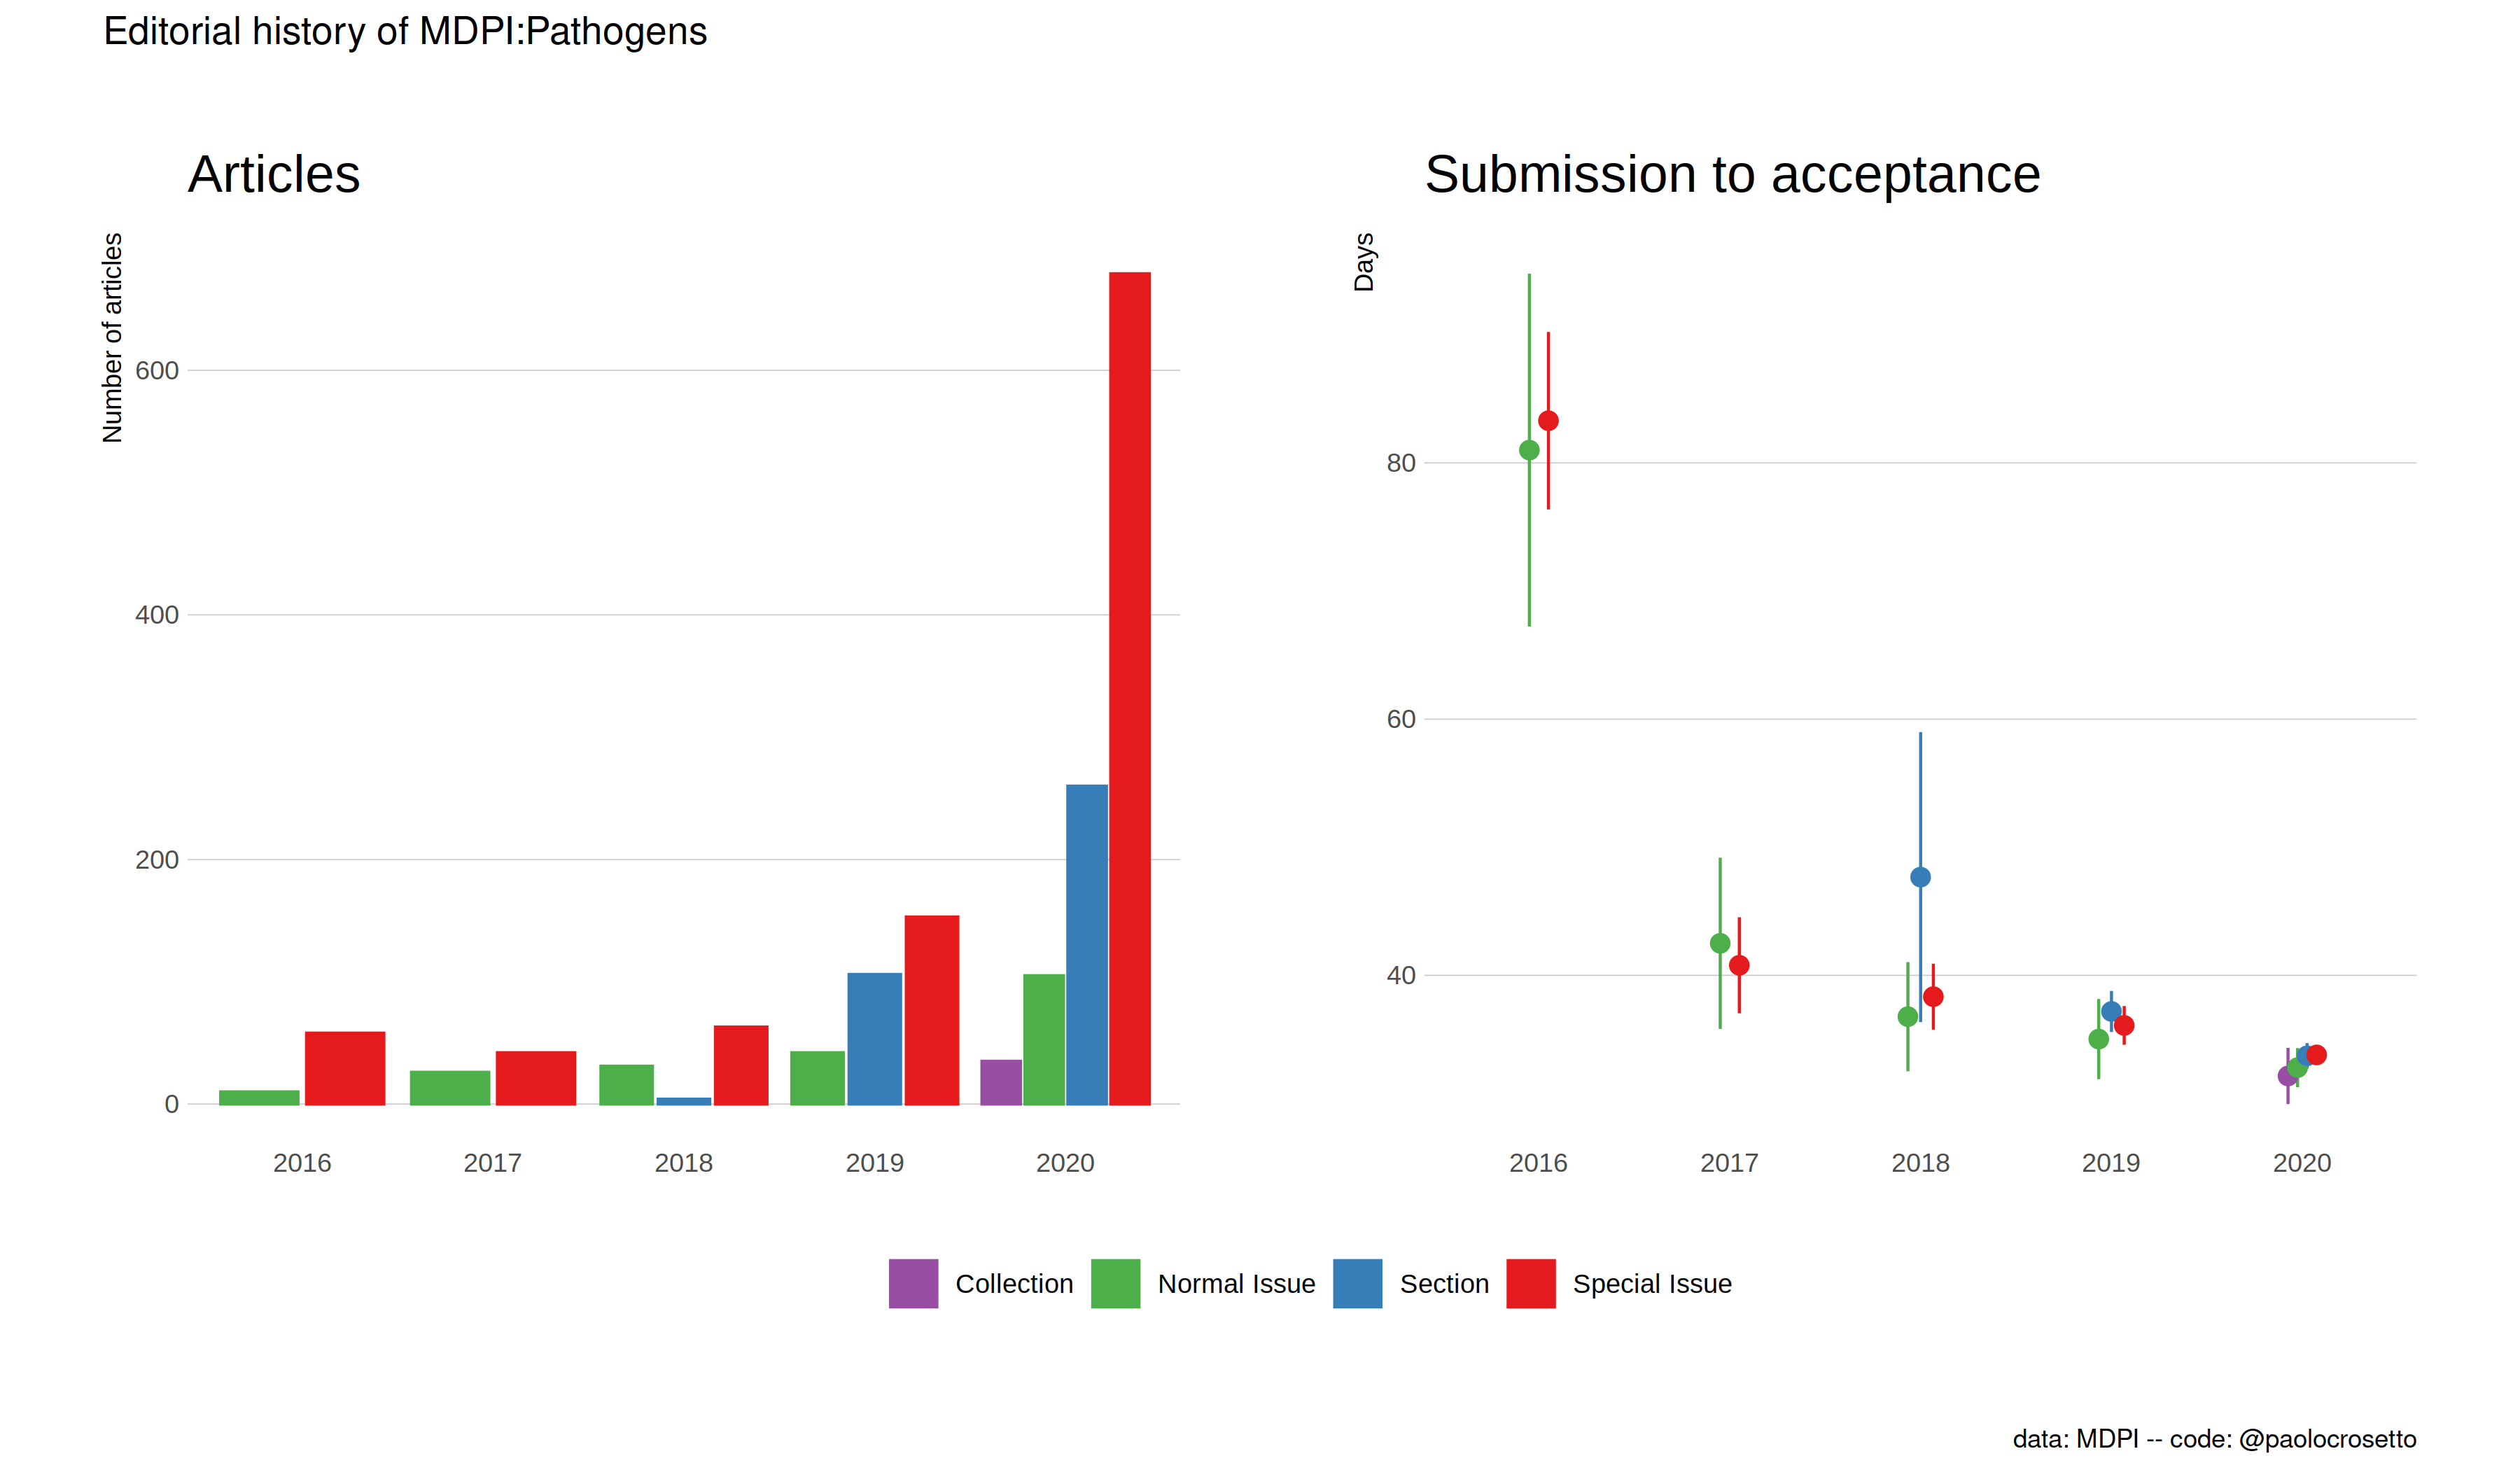 Editorial history of MDPI:Pathogens
Articles
Number of articles
600
400
200
0
2016 2017 2018 2019 2020
Submission to acceptance
Days
80
60
40
2016 2017 2018 2019 2020
Collection Normal Issue Section Special Issue
data: MDPI -- code: @paolocrosetto